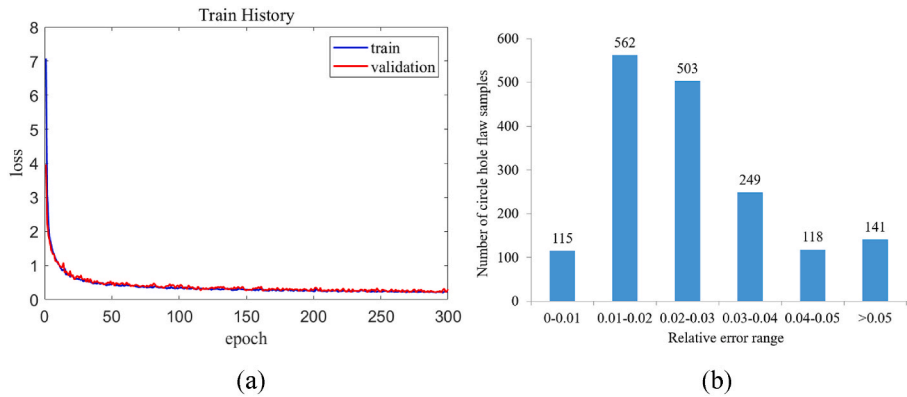 Train History
8
7
6
5
4
3
2
1
0
loss
train
validation
0 50 100 150 200 250 300
epoch
(a)
600
500
400
300
200
100
0
Number of circle hole flaw samples
115
562
503
249
118
141
0-0.01 0.01-0.02 0.02-0.03 0.03-0.04 0.04-0.05 >0.05
Relative error range
(b)